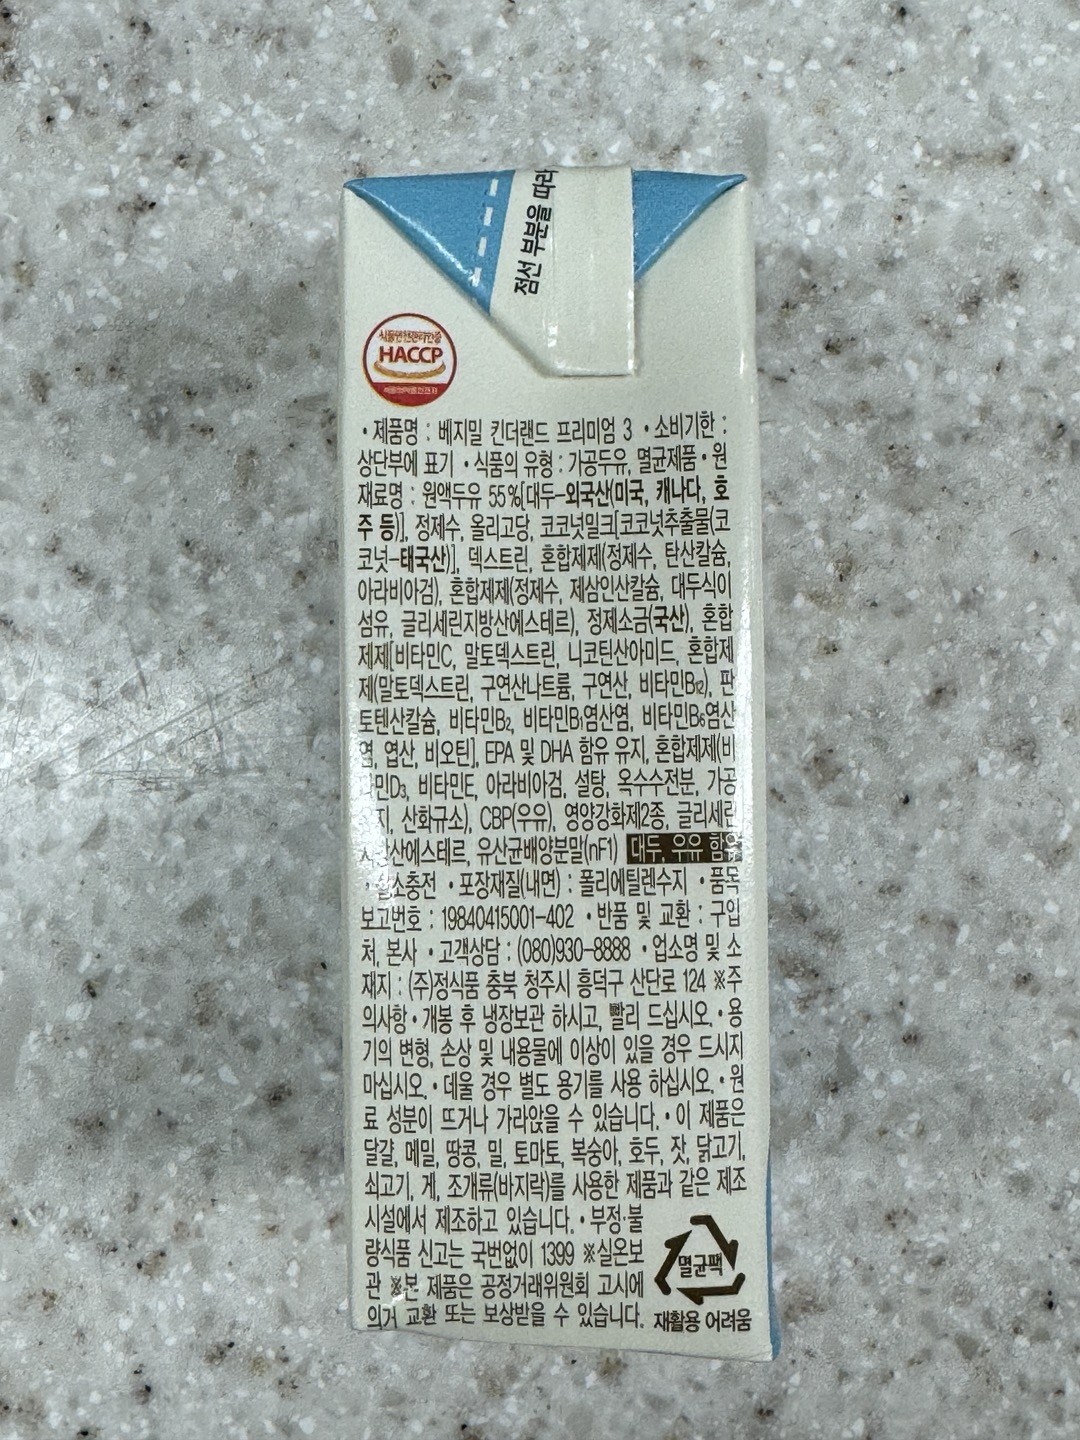 점선 부분을 따라
식품안전관리인증
HACCP
식품의약품안전처
• 제품명 : 베지밀 킨더랜드 프리미엄 3 • 소비기한 :
상단부에 표기 • 식품의 유형 : 가공두유, 멸균제품 • 원
재료명 : 원액두유 55%[대두-외국산(미국, 캐나다, 호
주 등)], 정제수, 올리고당, 코코넛밀크[코코넛추출물(코
코넛-태국산)], 덱스트린, 혼합제제(정제수, 탄산칼슘,
아라비아검), 혼합제제(정제수, 제삼인산칼슘, 대두식이
섬유, 글리세린지방산에스테르), 정제소금(국산), 혼합
제제[비타민C, 말토덱스트린, 니코틴산아미드, 혼합제
제(말토덱스트린, 구연산나트륨, 구연산, 비타민B12), 판
토텐산칼슘, 비타민B2, 비타민B1염산염, 비타민B6염산
염, 엽산, 비오틴], EPA 및 DHA 함유 유지, 혼합제제(비
타민D3, 비타민E, 아라비아검, 설탕, 옥수수전분, 가공
유지, 산화규소), CBP(우유), 영양강화제2종, 글리세린
지방산에스테르, 유산균배양분말(nF1) 대두, 우유 함유
• 질소충전 • 포장재질(내면) : 폴리에틸렌수지 • 품목
보고번호 : 19840415001-402 • 반품 및 교환 : 구입
처, 본사 • 고객상담 : (080)930-8888 • 업소명 및 소
재지 : (주)정식품 충북 청주시 흥덕구 산단로 124 ※주
의사항 • 개봉 후 냉장보관 하시고, 빨리 드십시오. • 용
기의 변형, 손상 및 내용물에 이상이 있을 경우 드시지
마십시오. • 데울 경우 별도 용기를 사용 하십시오. • 원
료 성분이 뜨거나 가라앉을 수 있습니다. • 이 제품은
달걀, 메밀, 땅콩, 밀, 토마토, 복숭아, 호두, 잣, 닭고기,
쇠고기, 게, 조개류(바지락)를 사용한 제품과 같은 제조
시설에서 제조하고 있습니다. • 부정·불
량식품 신고는 국번없이 1399 ※실온보
관 ※본 제품은 공정거래위원회 고시에
의거 교환 또는 보상받을 수 있습니다.
멸균팩
재활용 어려움